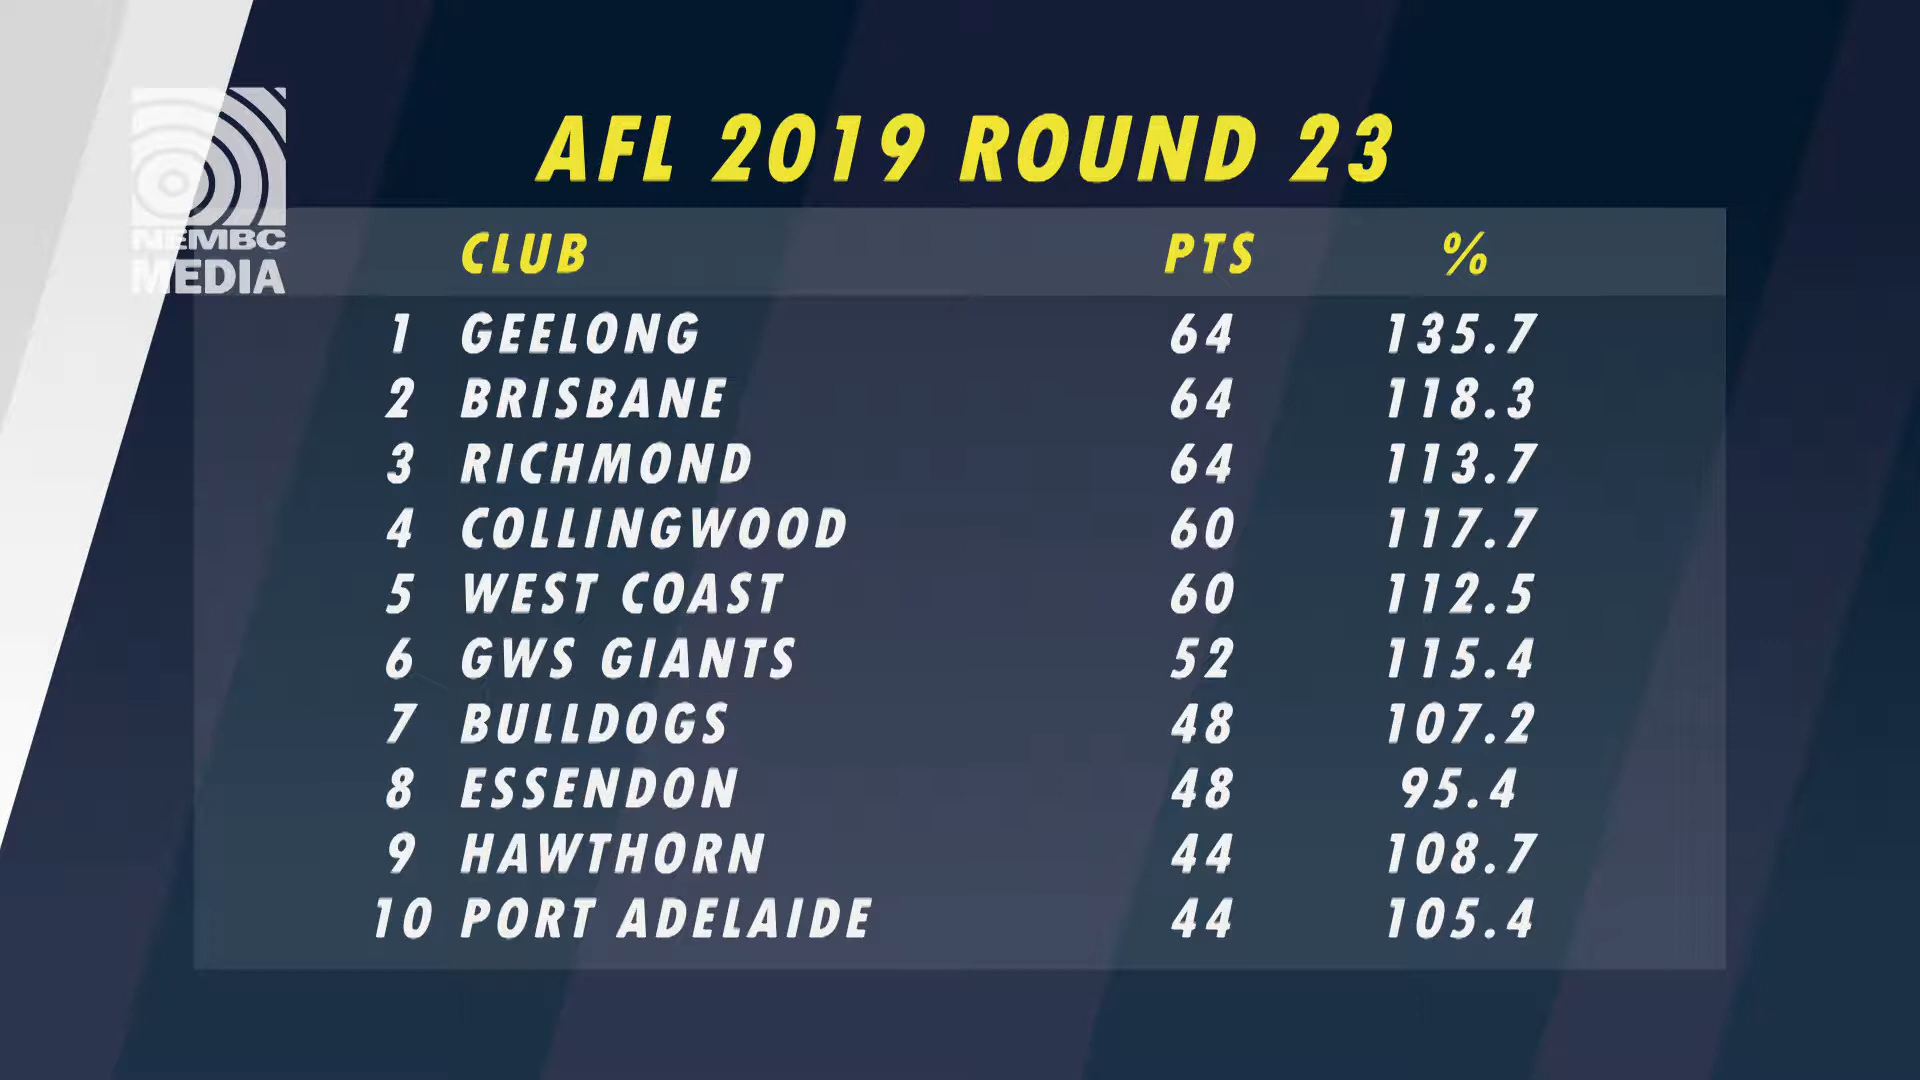 NEMBC
MEDIA
AFL 2019 ROUND 23
CLUB PTS %
1 GEELONG 64 135.7
2 BRISBANE 64 118.3
3 RICHMOND 64 113.7
4 COLLINGWOOD 60 117.7
5 WEST COAST 60 112.5
6 GWS GIANTS 52 115.4
7 BULLDOGS 48 107.2
8 ESSENDON 48 95.4
9 HAWTHORN 44 108.7
10 PORT ADELAIDE 44 105.4